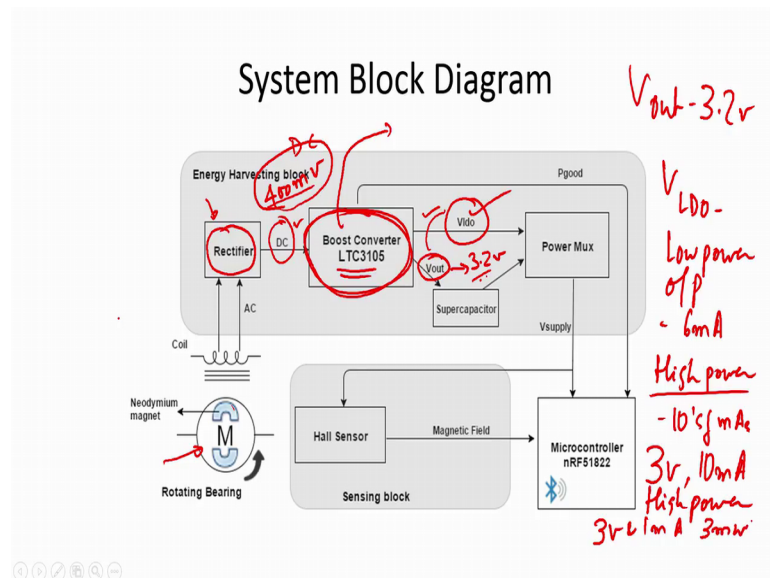 System Block Diagram
Vout - 3.2v
DC
400mV
Energy Harvesting block
Pgood
VLDO -
Low power
o/p
- 6mA
High power
- 10's of mAs
3v, 10mA
High power
3v & 1mA 3mw
Rectifier
DC
Boost Converter
LTC3105
Vldo
Vout
3.2v
Power Mux
Supercapacitor
AC
Vsupply
Coil
Neodymium
magnet
M
Rotating Bearing
Hall Sensor
Magnetic Field
Sensing block
Microcontroller
nRF51822